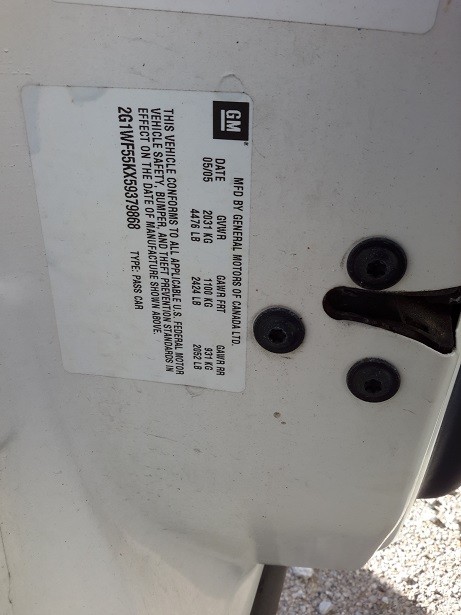 GM
MFD BY GENERAL MOTORS OF CANADA LTD.
DATE GVWR GAWR FRT GAWR RR
05/05 2031 KG 1100 KG 931 KG
4476 LB 2424 LB 2052 LB
THIS VEHICLE CONFORMS TO ALL APPLICABLE U.S. FEDERAL MOTOR
VEHICLE SAFETY, BUMPER, AND THEFT PREVENTION STANDARDS IN
EFFECT ON THE DATE OF MANUFACTURE SHOWN ABOVE.
2G1WF55KX59379868 TYPE: PASS CAR